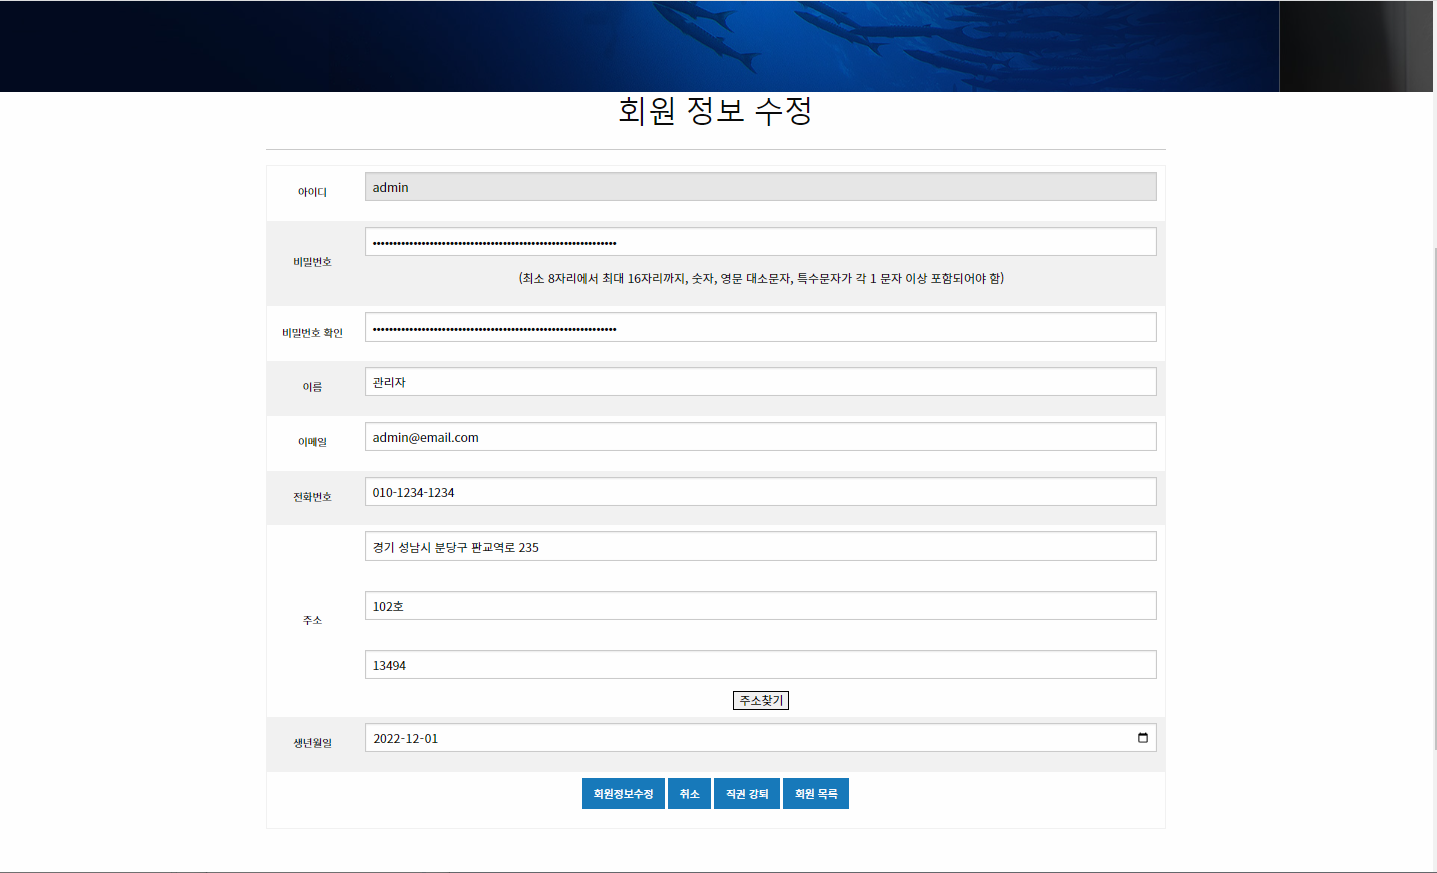 회원 정보 수정
아이디
admin
비밀번호
(최소 8자리에서 최대 16자리까지, 숫자, 영문 대소문자, 특수문자가 각 1 문자 이상 포함되어야 함)
비밀번호 확인
이름
관리자
이메일
admin@email.com
전화번호
010-1234-1234
경기 성남시 분당구 판교역로 235
102호
주소
13494
주소찾기
생년월일
2022-12-01
회원정보수정 취소 직권 강퇴 회원 목록